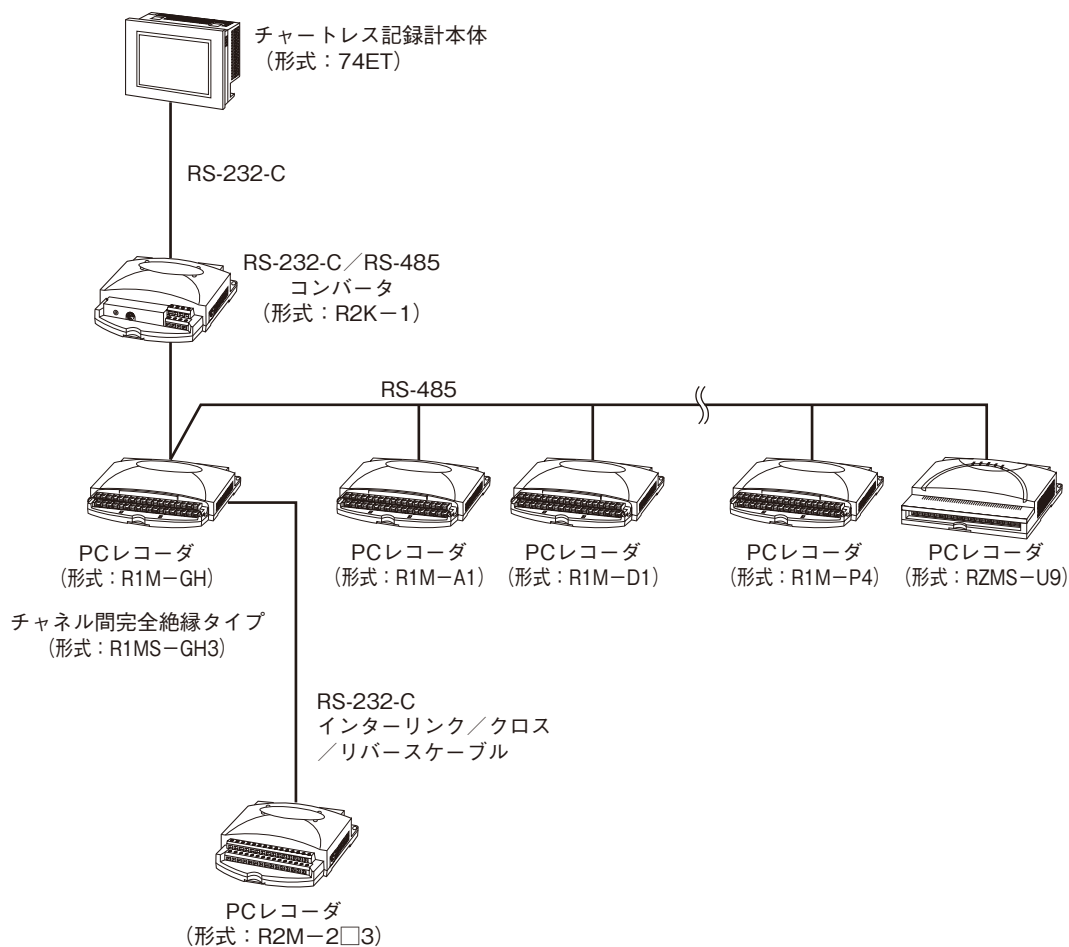 チャートレス記録計本体
（形式：74ET）
RS-232-C
RS-232-C／RS-485
コンバータ
（形式：R2K－1）
RS-485
PCレコーダ
（形式：R1M－GH）
PCレコーダ
（形式：R1M－A1）
PCレコーダ
（形式：R1M－D1）
PCレコーダ
（形式：R1M－P4）
PCレコーダ
（形式：RZMS－U9）
チャネル間完全絶縁タイプ
（形式：R1MS－GH3）
RS-232-C
インターリンク／クロス
／リバースケーブル
PCレコーダ
（形式：R2M－2□3）